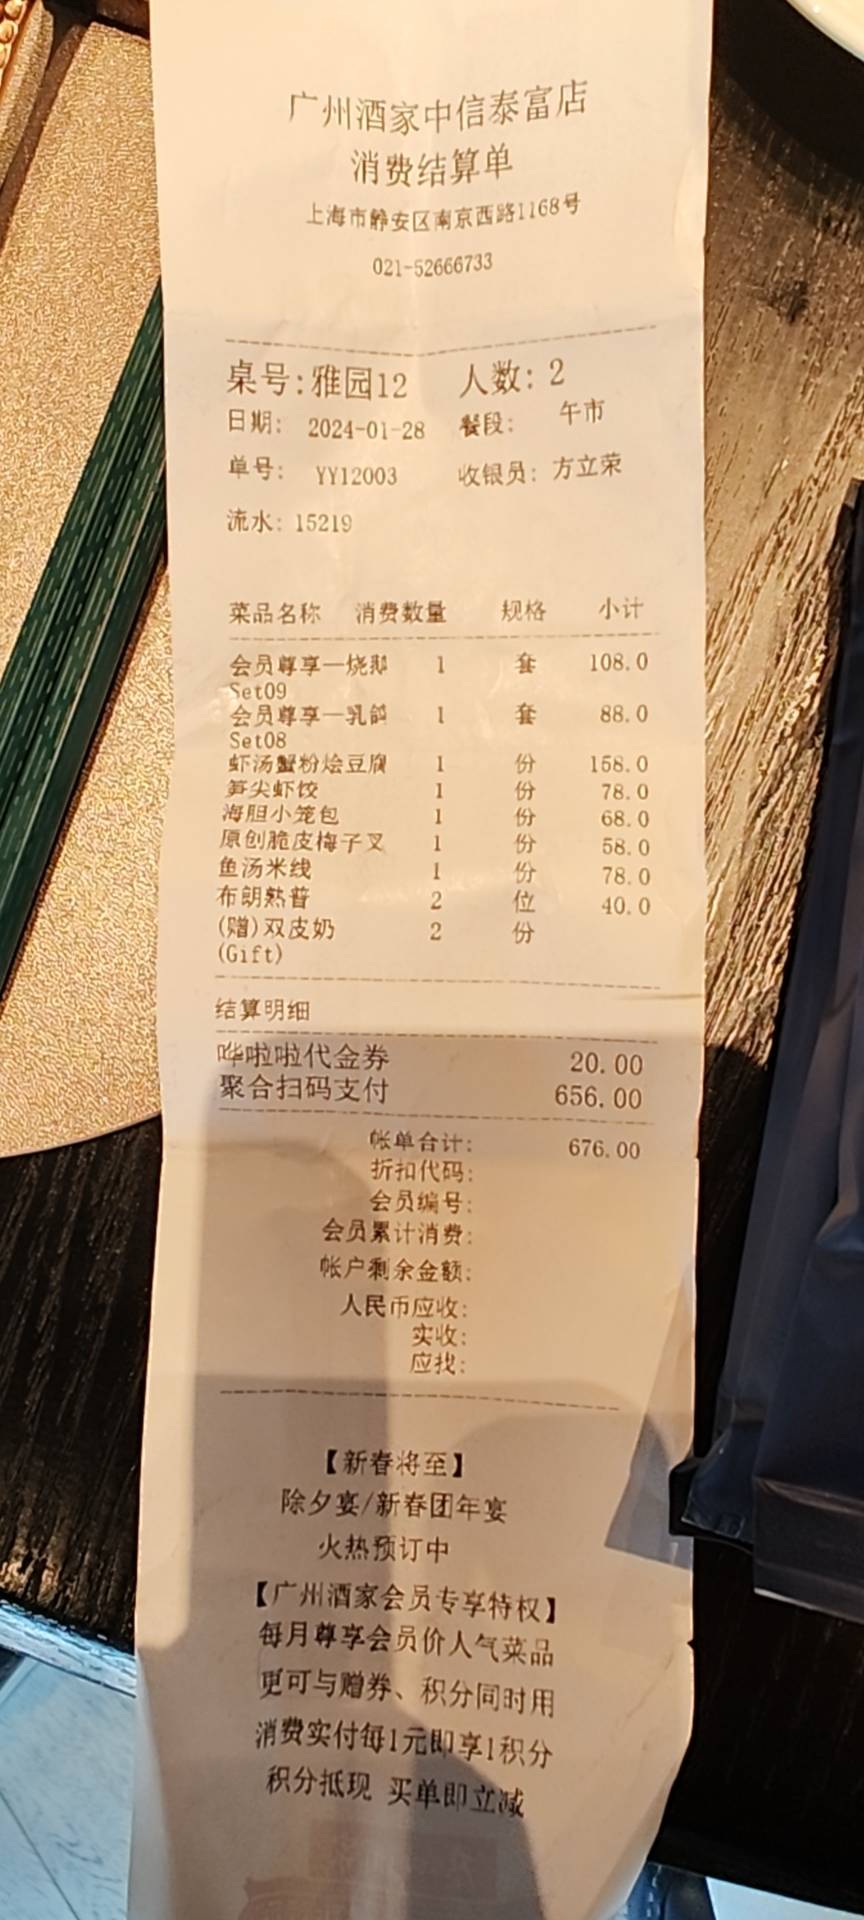 广州酒家中信泰富店
消费结算单
上海市静安区南京西路1168号
021-52666733
桌号:雅园12 人数: 2
日期: 2024-01-28 餐段: 午市
单号: YY12003 收银员: 方立荣
流水: 15219
菜品名称 消费数量 规格 小计
会员尊享一烧鹅 1 套 108.0
Set09
会员尊享一乳鸽 1 套 88.0
Set08
虾汤蟹粉烩豆腐 1 份 158.0
笋尖虾饺 1 份 78.0
海胆小笼包 1 份 68.0
原创脆皮梅子叉 1 份 58.0
鱼汤米线 1 份 78.0
布朗熟普 2 位 40.0
(赠)双皮奶 2 份
(Gift)
结算明细
哗啦啦代金券 20.00
聚合扫码支付 656.00
帐单合计: 676.00
折扣代码:
会员编号:
会员累计消费:
帐户剩余金额:
人民币应收:
实收:
应找:
【新春将至】
除夕宴/新春团年宴
火热预订中
【广州酒家会员专享特权】
每月尊享会员价人气菜品
更可与赠券、积分同时用
消费实付每1元即享1积分
积分抵现 买单即立减